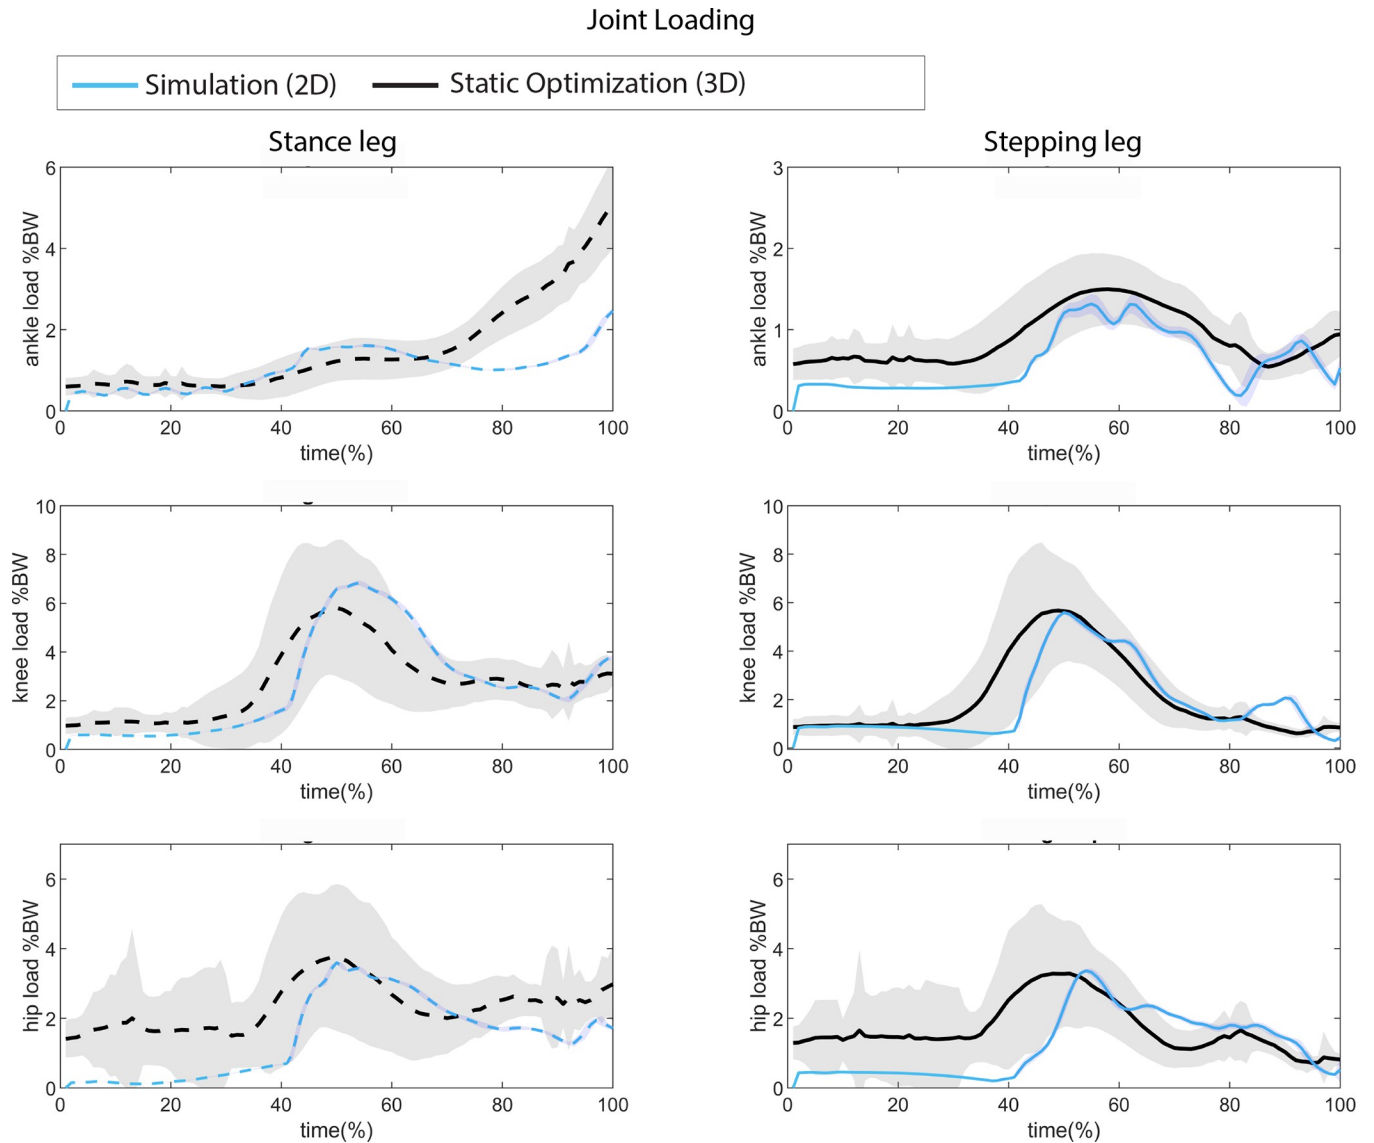 Joint Loading
Simulation (2D) Static Optimization (3D)
Stance leg Stepping leg
6
4
2
0
ankle load %BW
0 20 40 60 80 100
time(%)
3
2
1
0
ankle load %BW
0 20 40 60 80 100
time(%)
10
8
6
4
2
0
knee load %BW
0 20 40 60 80 100
time(%)
10
8
6
4
2
0
knee load %BW
0 20 40 60 80 100
time(%)
6
4
2
0
hip load %BW
0 20 40 60 80 100
time(%)
6
4
2
0
hip load %BW
0 20 40 60 80 100
time(%)